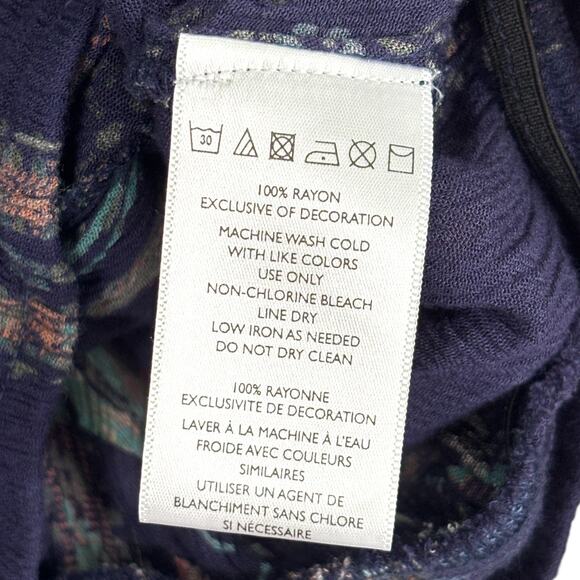 30
100% RAYON
EXCLUSIVE OF DECORATION
MACHINE WASH COLD
WITH LIKE COLORS
USE ONLY
NON-CHLORINE BLEACH
LINE DRY
LOW IRON AS NEEDED
DO NOT DRY CLEAN
100% RAYONNE
EXCLUSIVITE DE DECORATION
LAVER À LA MACHINE À L'EAU
FROIDE AVEC COULEURS
SIMILAIRES
UTILISER UN AGENT DE
BLANCHIMENT SANS CHLORE
SI NÉCESSAIRE